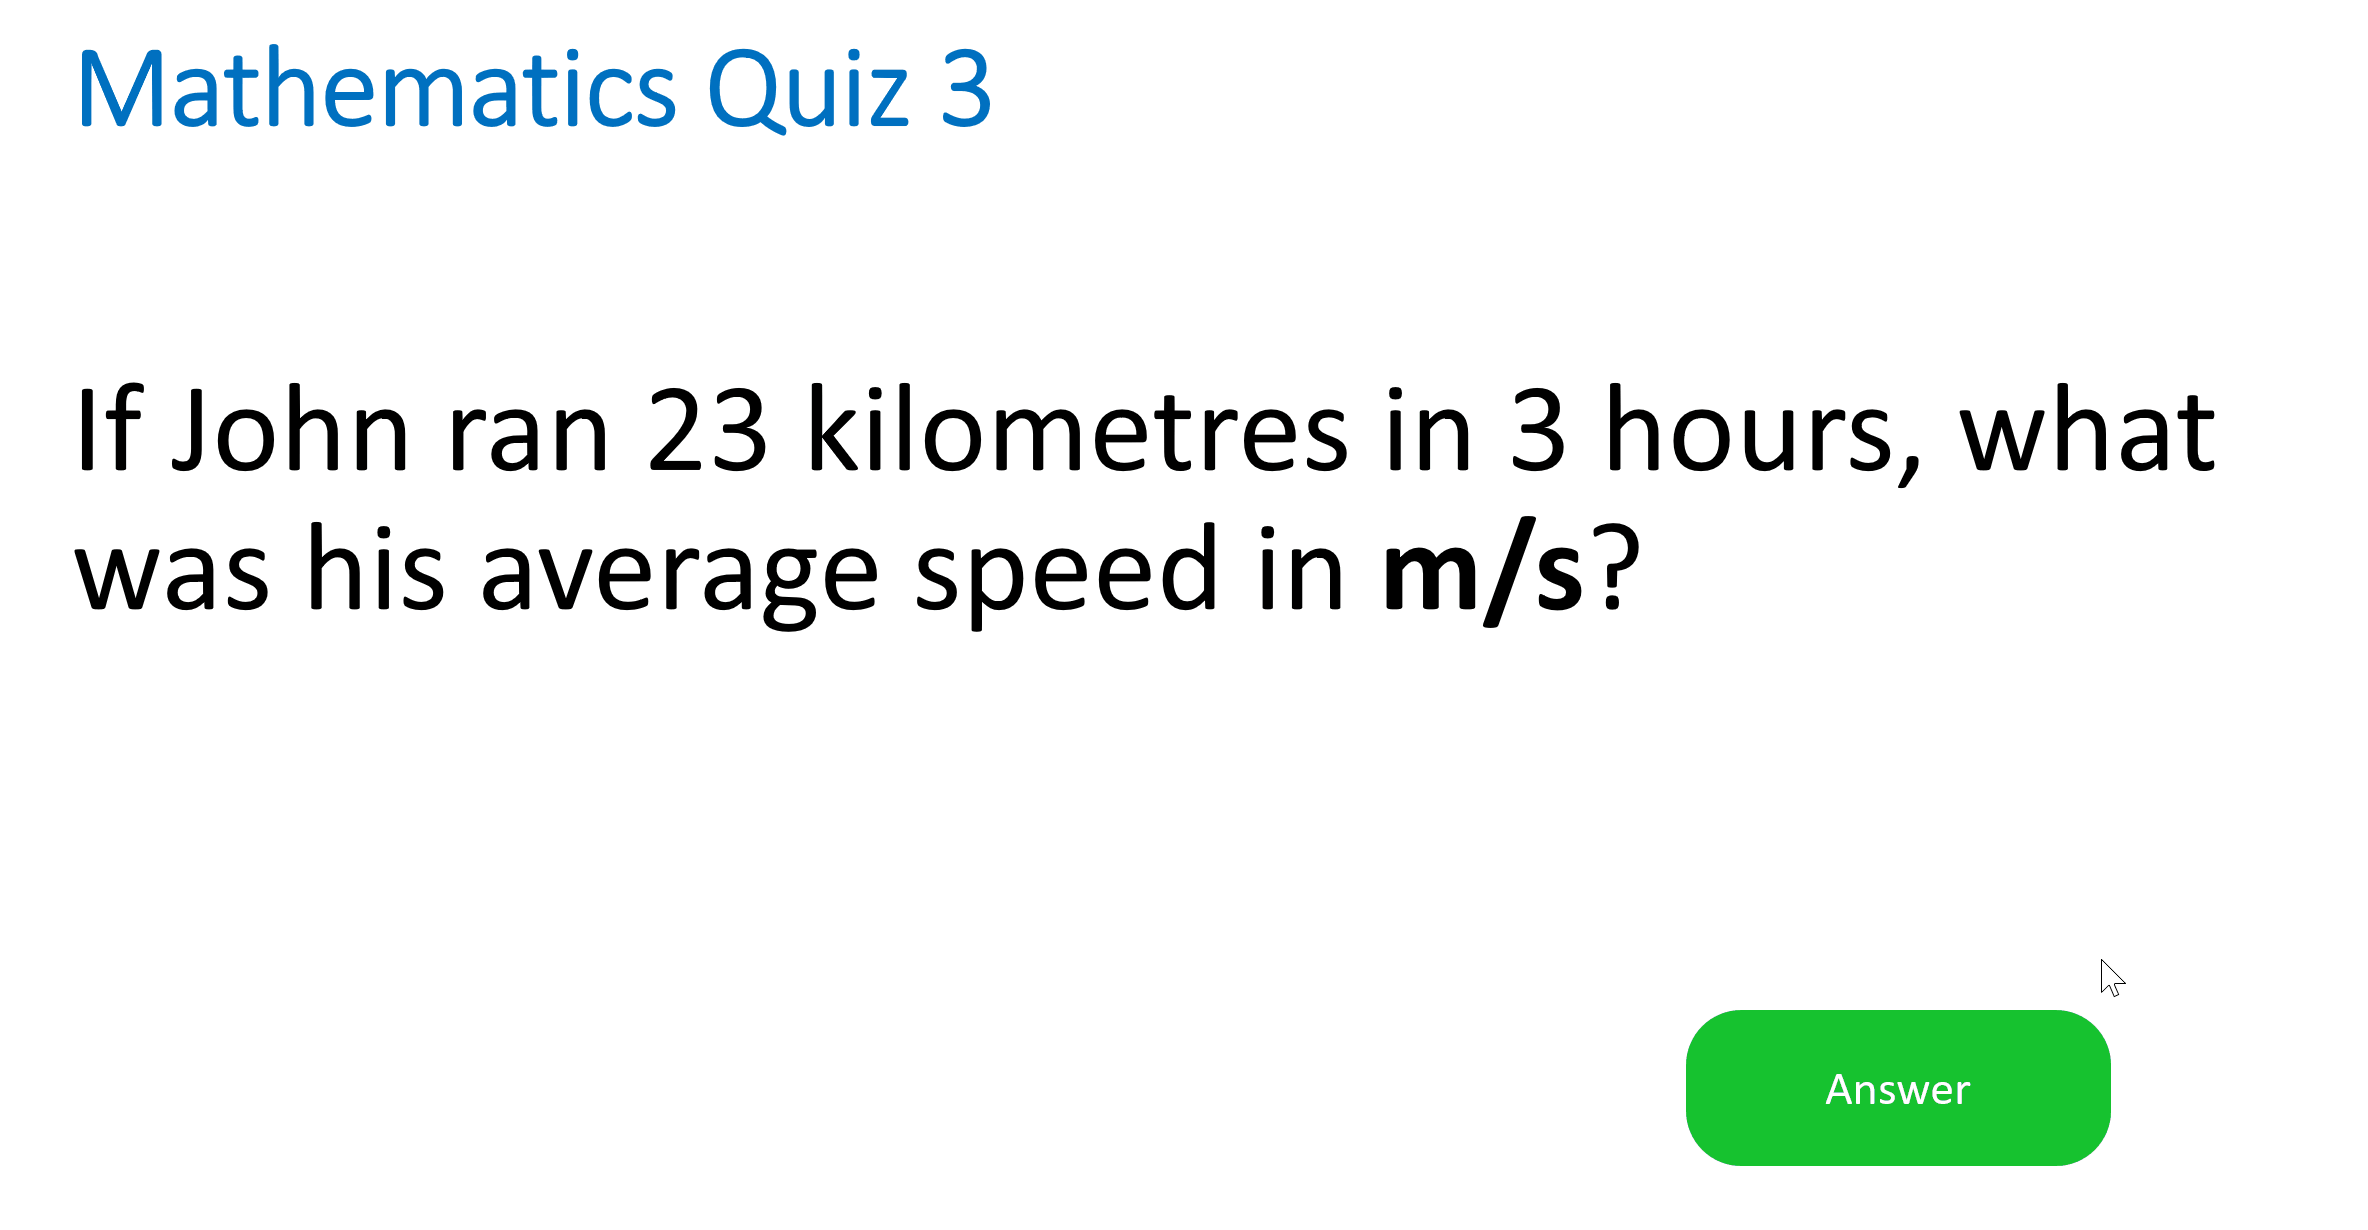 Mathematics Quiz 3
If John ran 23 kilometres in 3 hours, what
was his average speed in m/s?
Answer